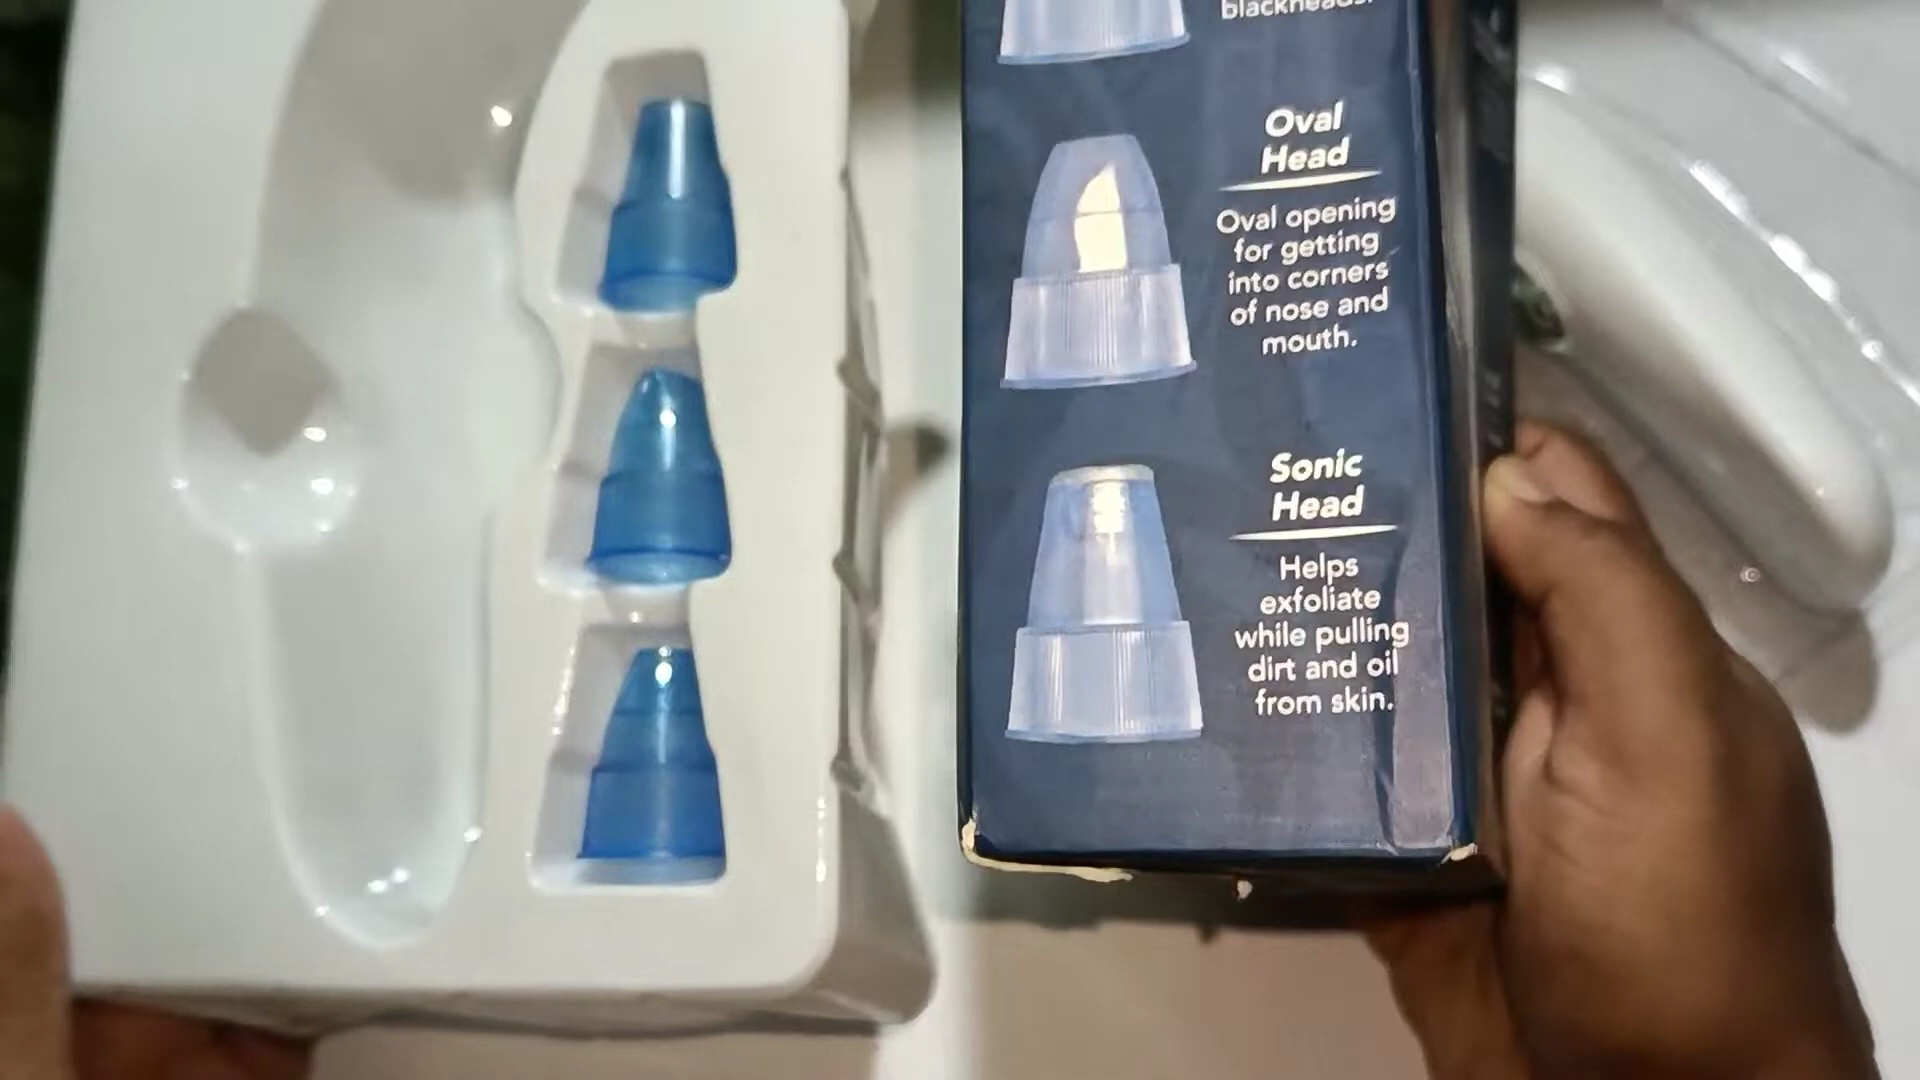 blackheads.
Oval
Head
Oval opening
for getting
into corners
of nose and
mouth.
Sonic
Head
Helps
exfoliate
while pulling
dirt and oil
from skin.